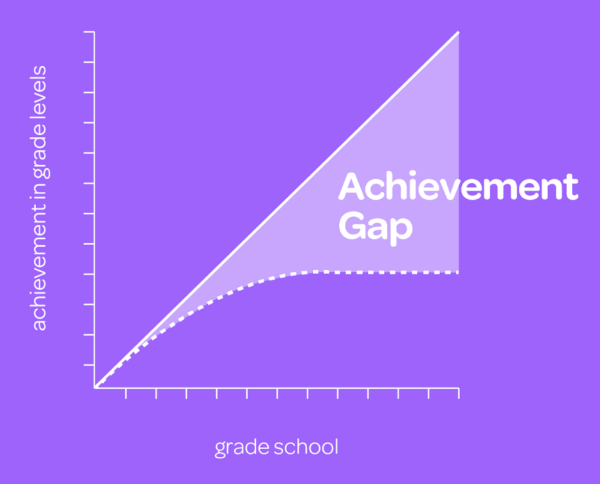 achievement in grade levels
Achievement
Gap
grade school